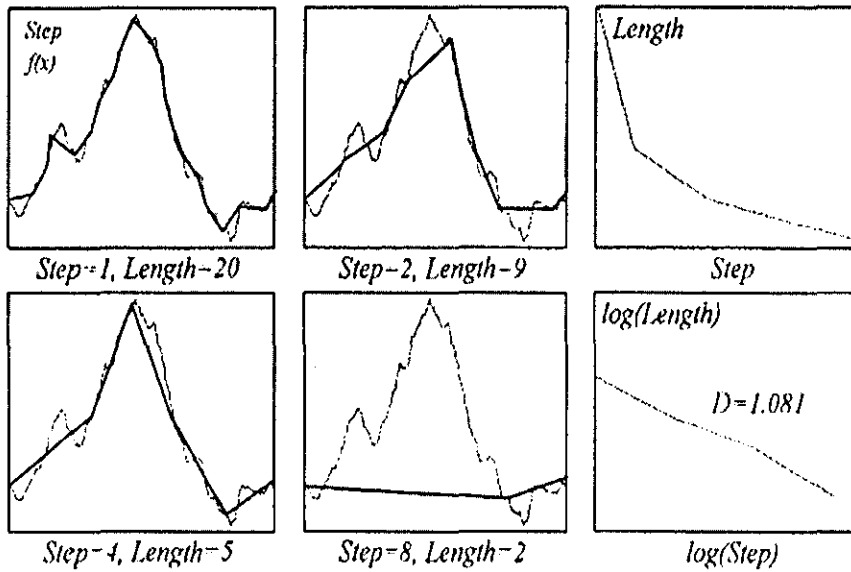 Step
f(x)
Length
Step=1, Length=20
Step=2, Length=9
Step
log(Length)
D=1.081
Step=4, Length=5
Step=8, Length=2
log(Step)